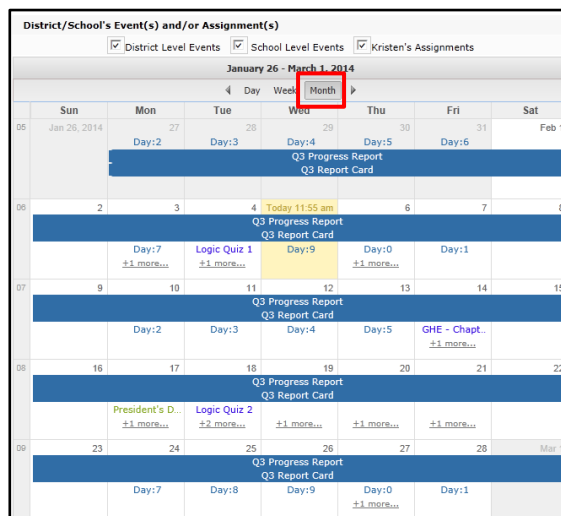 District/School's Event(s) and/or Assignment(s)
District Level Events School Level Events Kristen's Assignments
January 26 - March 1, 2014
Day Week Month
Sun Mon Tue Wed Thu Fri Sat
05 Jan 26, 2014 27 28 29 30 31 Feb 1
Day:2 Day:3 Day:4 Day:5 Day:6
Q3 Progress Report
Q3 Report Card
06 2 3 4 Today 11:55 am 6 7 8
Q3 Progress Report
Q3 Report Card
Day:7 Logic Quiz 1 Day:9 Day:0 Day:1
+1 more... +1 more...
07 9 10 11 12 13 14 15
Q3 Progress Report
Q3 Report Card
Day:2 Day:3 Day:4 Day:5 GHE - Chapt..
+1 more...
08 16 17 18 19 20 21 22
Q3 Progress Report
Q3 Report Card
President's D... Logic Quiz 2
+1 more... +2 more... +1 more... +1 more... +1 more...
09 23 24 25 26 27 28 Mar 1
Q3 Progress Report
Q3 Report Card
Day:7 Day:8 Day:9 Day:0 Day:1
+1 more...